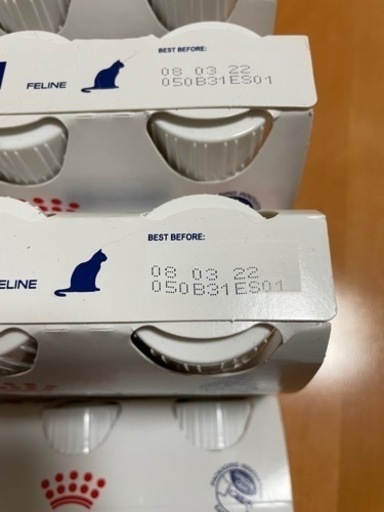 BEST BEFORE:
08 03 22
050B31ES01
FELINE
BEST BEFORE:
08 03 22
050B31ES01
ELINE